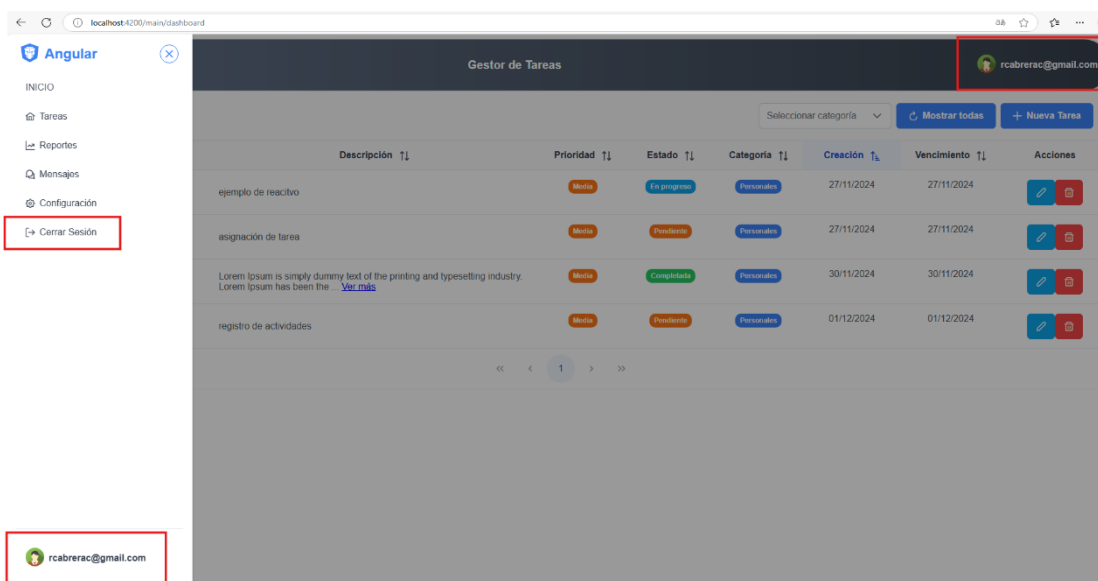 localhost:4200/main/dashboard
Angular
Gestor de Tareas
rcabrerac@gmail.com
INICIO
Tareas
Reportes
Mensajes
Configuración
Cerrar Sesión
Seleccionar categoría
Mostrar todas
+ Nueva Tarea
Descripción Prioridad Estado Categoría Creación Vencimiento Acciones
ejemplo de reacitvo Media En progreso Personales 27/11/2024 27/11/2024
asignación de tarea Media Pendiente Personales 27/11/2024 27/11/2024
Lorem Ipsum is simply dummy text of the printing and typesetting industry.
Lorem Ipsum has been the ... Ver más Media Completada Personales 30/11/2024 30/11/2024
registro de actividades Media Pendiente Personales 01/12/2024 01/12/2024
« ‹ 1 › »
rcabrerac@gmail.com